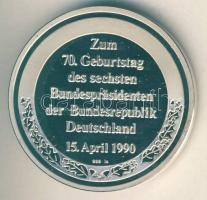 Zum
70. Geburtstag
des sechsten
Bundespräsidenten
der Bundesrepublik
Deutschland
15. April 1990